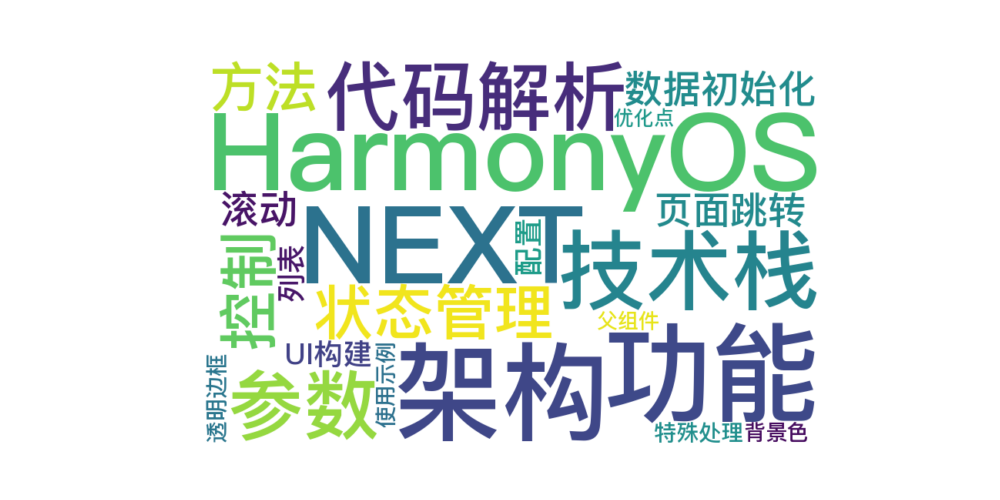 方法
代码解析
数据初始化
优化点
HarmonyOS
滚动
页面跳转
NEXT
配置
技术栈
控制
列表
状态管理
父组件
UI构建
使用示例
架构
功能
透明边框
参数
特殊处理
背景色